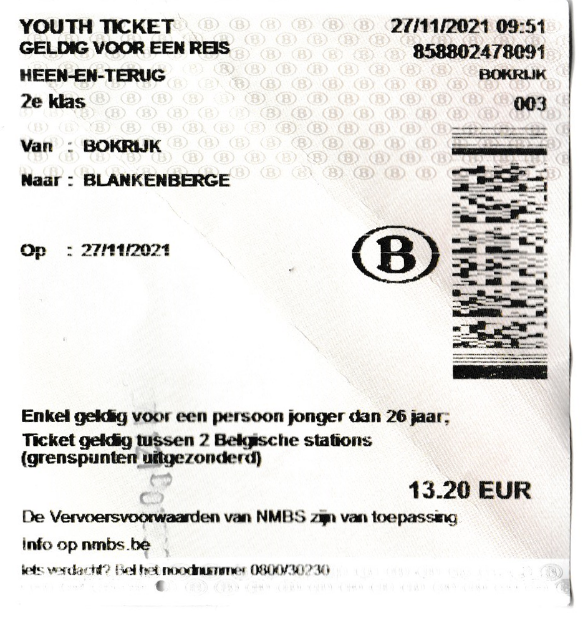 YOUTH TICKET 27/11/2021 09:51
GELDIG VOOR EEN REIS 858802478091
HEEN-EN-TERUG BOKRIJK
2e klas 003
Van : BOKRIJK
Naar : BLANKENBERGE
Op : 27/11/2021
B
Enkel geldig voor een persoon jonger dan 26 jaar;
Ticket geldig tussen 2 Belgische stations
(grenspunten uitgezonderd)
13.20 EUR
De Vervoersvoorwaarden van NMBS zijn van toepassing
Info op nmbs.be
Iets verdacht? Bel het noodnummer 0800/30230